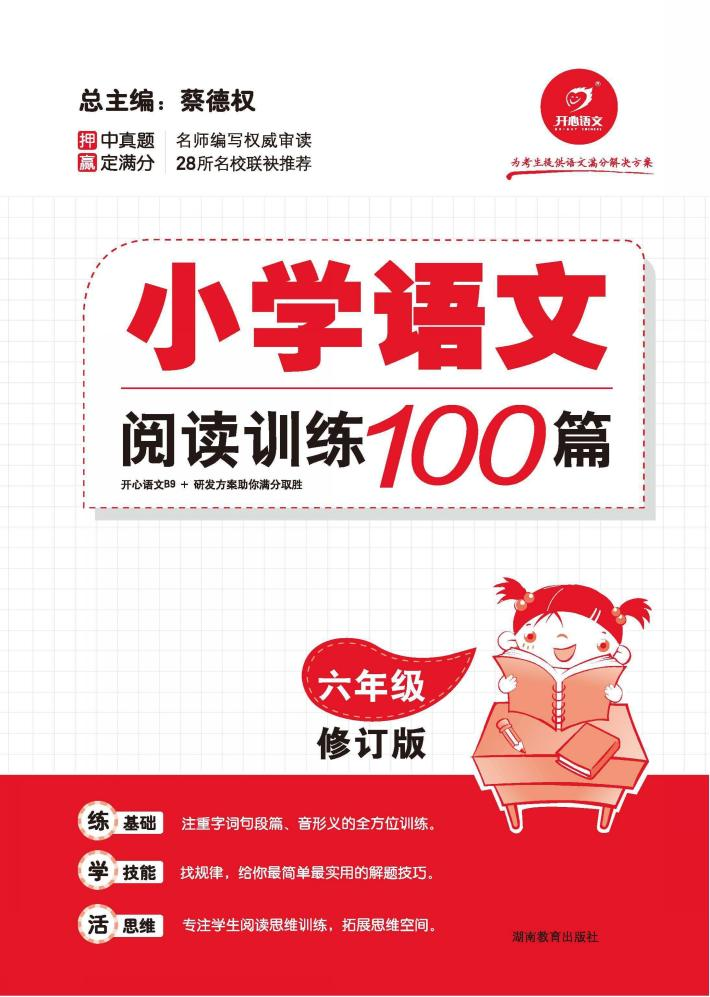 总主编：蔡德权
押中真题
赢定满分
名师编写权威审读
28所名校联袂推荐
开心语文
为考生提供语文满分解决方案
小学语文
阅读训练100篇
开心语文B9 + 研发方案助你满分取胜
六年级
修订版
练 基础 注重字词句段篇、音形义的全方位训练。
学 技能 找规律，给你最简单最实用的解题技巧。
活 思维 专注学生阅读思维训练，拓展思维空间。
湖南教育出版社